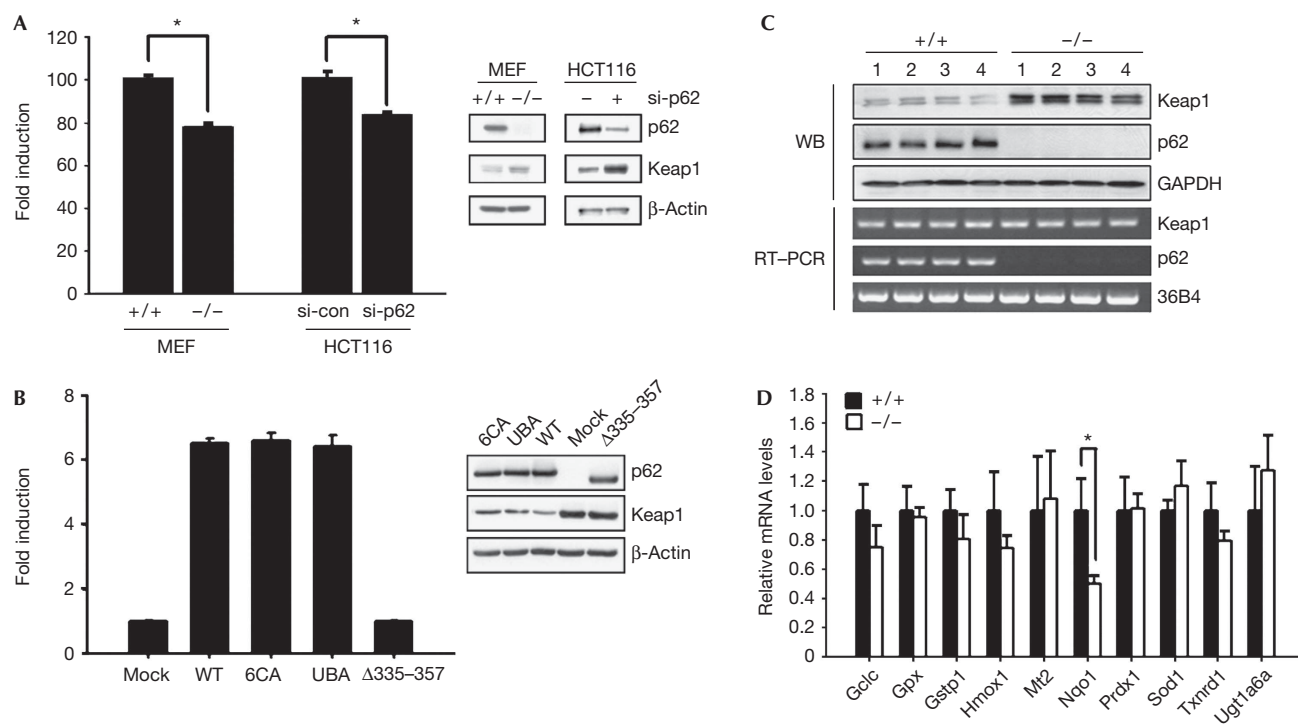 A
120
100
80
60
40
20
0
Fold induction
*
*
+/+ −/− si-con si-p62
MEF HCT116
MEF HCT116
+/+ −/− − + si-p62
p62
Keap1
β-Actin
B
8
6
4
2
0
Fold induction
Mock WT 6CA UBA Δ335–357
6CA UBA WT Mock Δ335–357
p62
Keap1
β-Actin
C
+/+ −/−
1 2 3 4 1 2 3 4
WB
Keap1
p62
GAPDH
RT–PCR
Keap1
p62
36B4
D
1.8
1.6
1.4
1.2
1.0
0.8
0.6
0.4
0.2
0
Relative mRNA levels
+/+
−/−
*
Gclc Gpx Gstp1 Hmox1 Mt2 Nqo1 Prdx1 Sod1 Txnrd1 Ugt1a6a